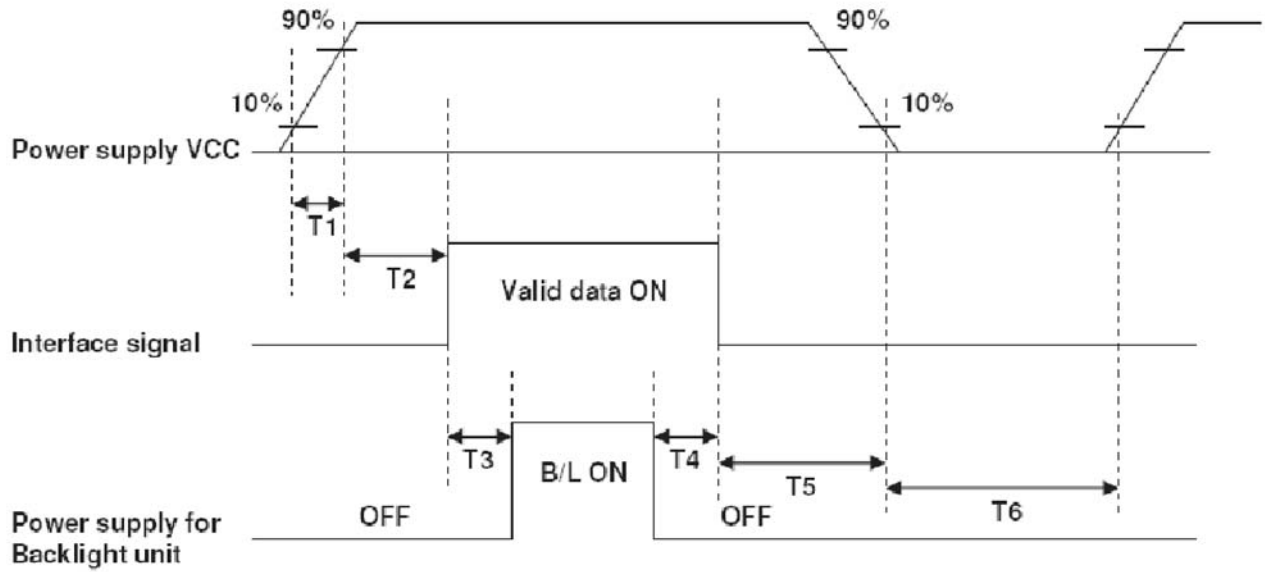 90%
90%
10%
10%
Power supply VCC
T1
T2
Valid data ON
Interface signal
T3
B/L ON
T4
T5
T6
OFF
OFF
Power supply for
Backlight unit